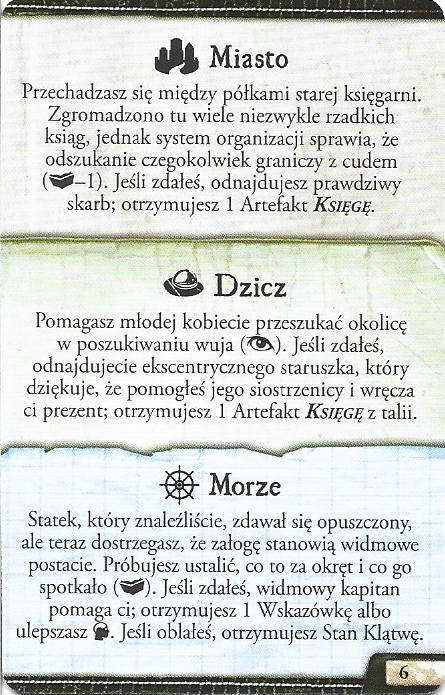 Miasto
Przechadzasz się między półkami starej księgarni.
Zgromadzono tu wiele niezwykle rzadkich
ksiąg, jednak system organizacji sprawia, że
odszukanie czegokolwiek graniczy z cudem
(–1). Jeśli zdałeś, odnajdujesz prawdziwy
skarb; otrzymujesz 1 Artefakt KSIĘGĘ.
Dzicz
Pomagasz młodej kobiecie przeszukać okolicę
w poszukiwaniu wuja (). Jeśli zdałeś,
odnajdujecie ekscentrycznego staruszka, który
dziękuje, że pomogłeś jego siostrzenicy i wręcza
ci prezent; otrzymujesz 1 Artefakt KSIĘGĘ z talii.
Morze
Statek, który znaleźliście, zdawał się opuszczony,
ale teraz dostrzegasz, że załogę stanowią widmowe
postacie. Próbujesz ustalić, co to za okręt i co go
spotkało (). Jeśli zdałeś, widmowy kapitan
pomaga ci; otrzymujesz 1 Wskazówkę albo
ulepszasz . Jeśli oblałeś, otrzymujesz Stan Klątwę.
6